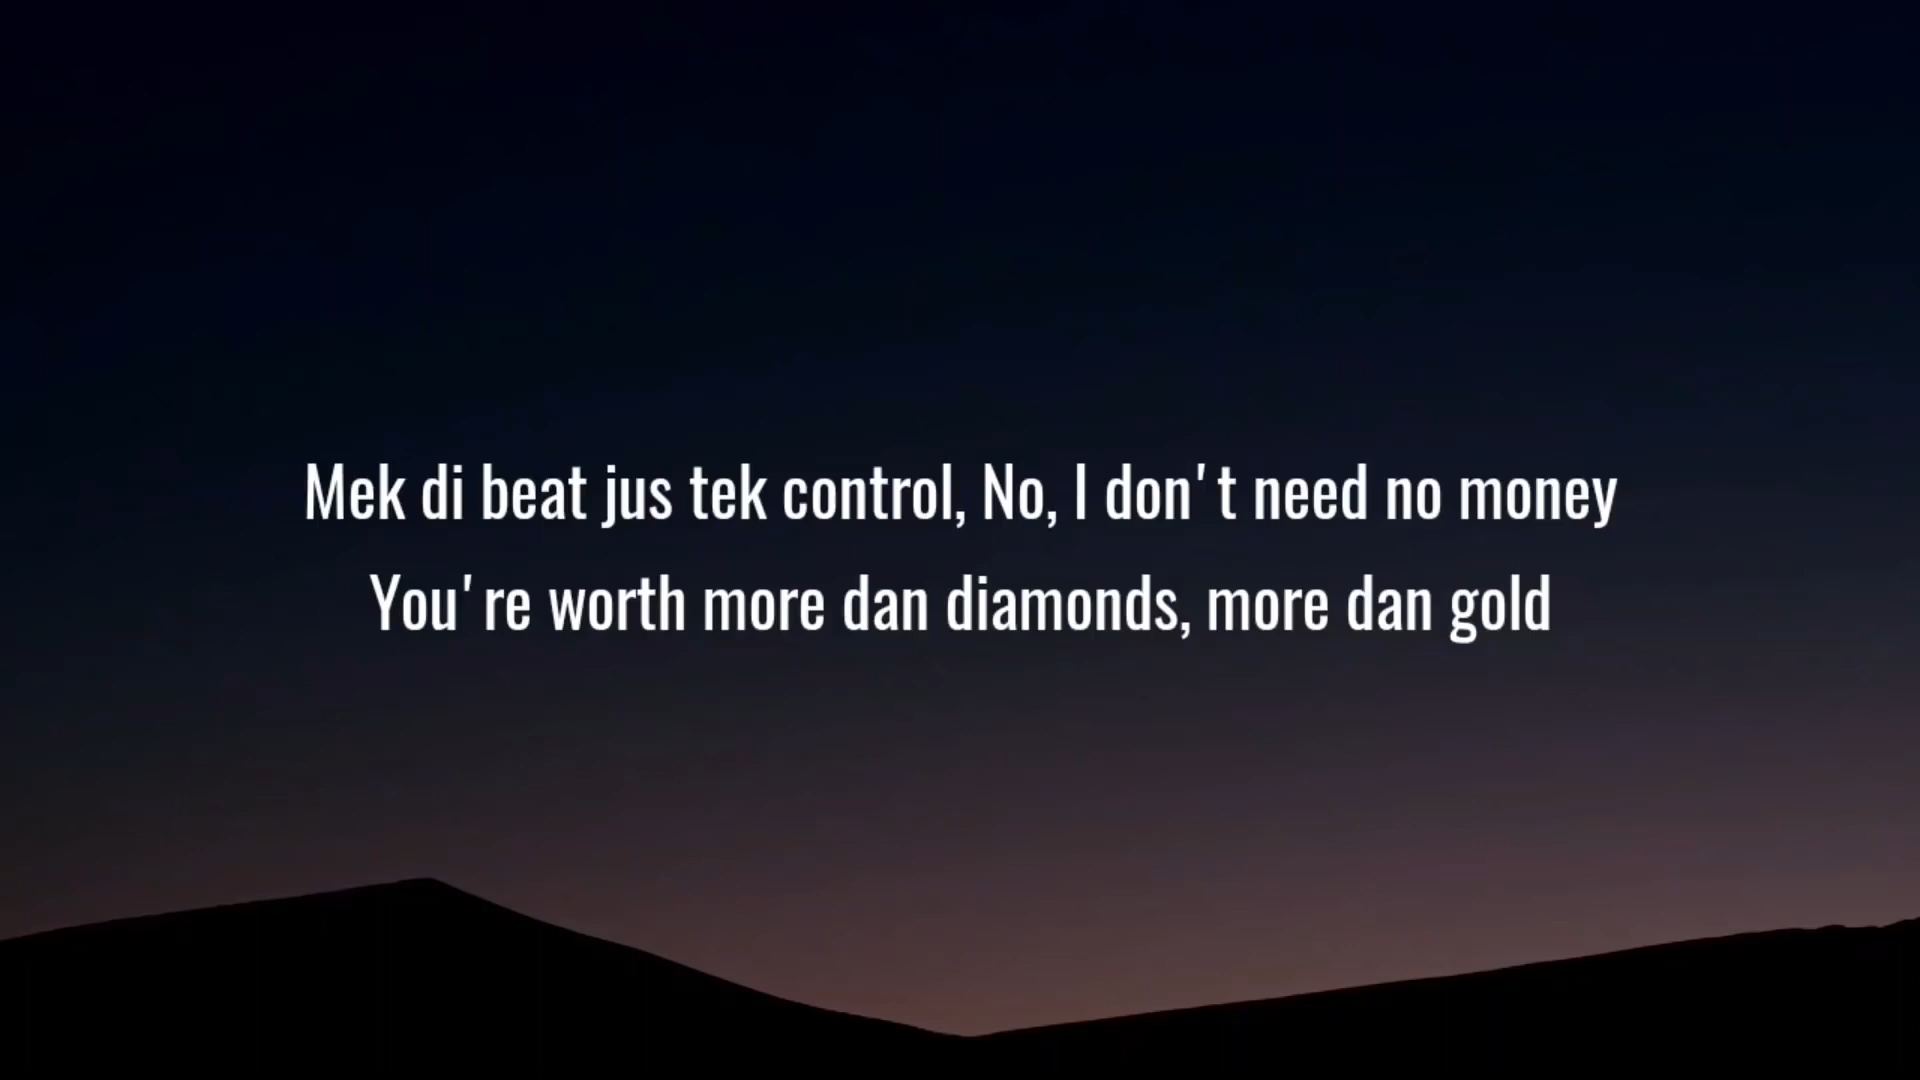 Mek di beat jus tek control, No, I don't need no money
You're worth more dan diamonds, more dan gold